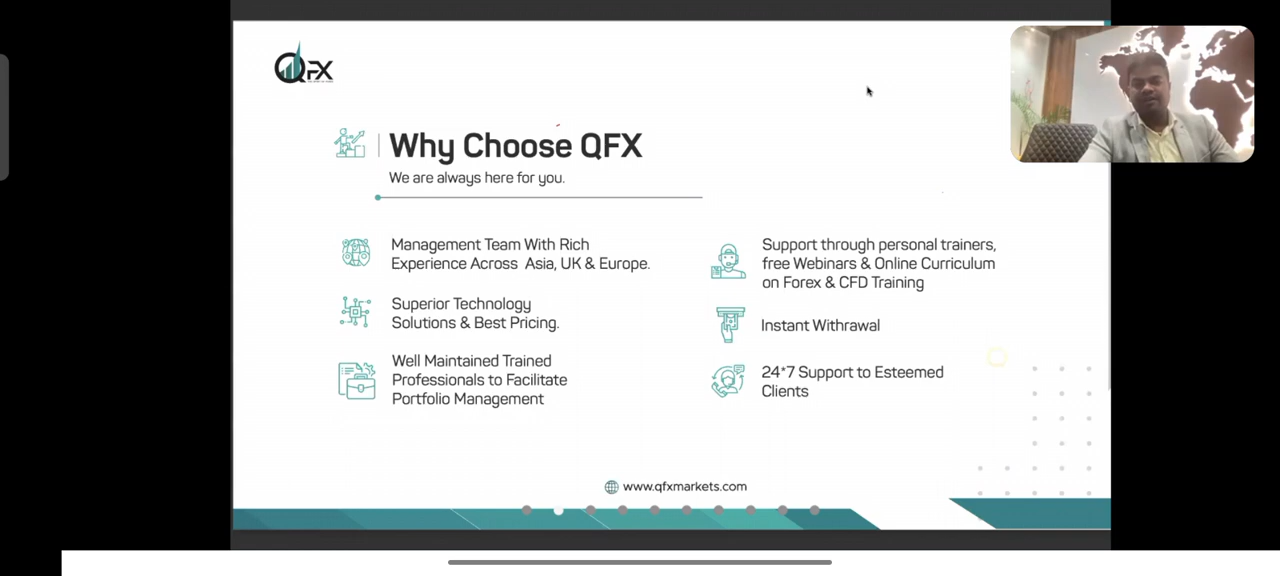 QFX
Why Choose QFX
We are always here for you.
Management Team With Rich
Experience Across Asia, UK & Europe.
Superior Technology
Solutions & Best Pricing.
Well Maintained Trained
Professionals to Facilitate
Portfolio Management
Support through personal trainers,
free Webinars & Online Curriculum
on Forex & CFD Training
Instant Withrawal
24*7 Support to Esteemed
Clients
www.qfxmarkets.com